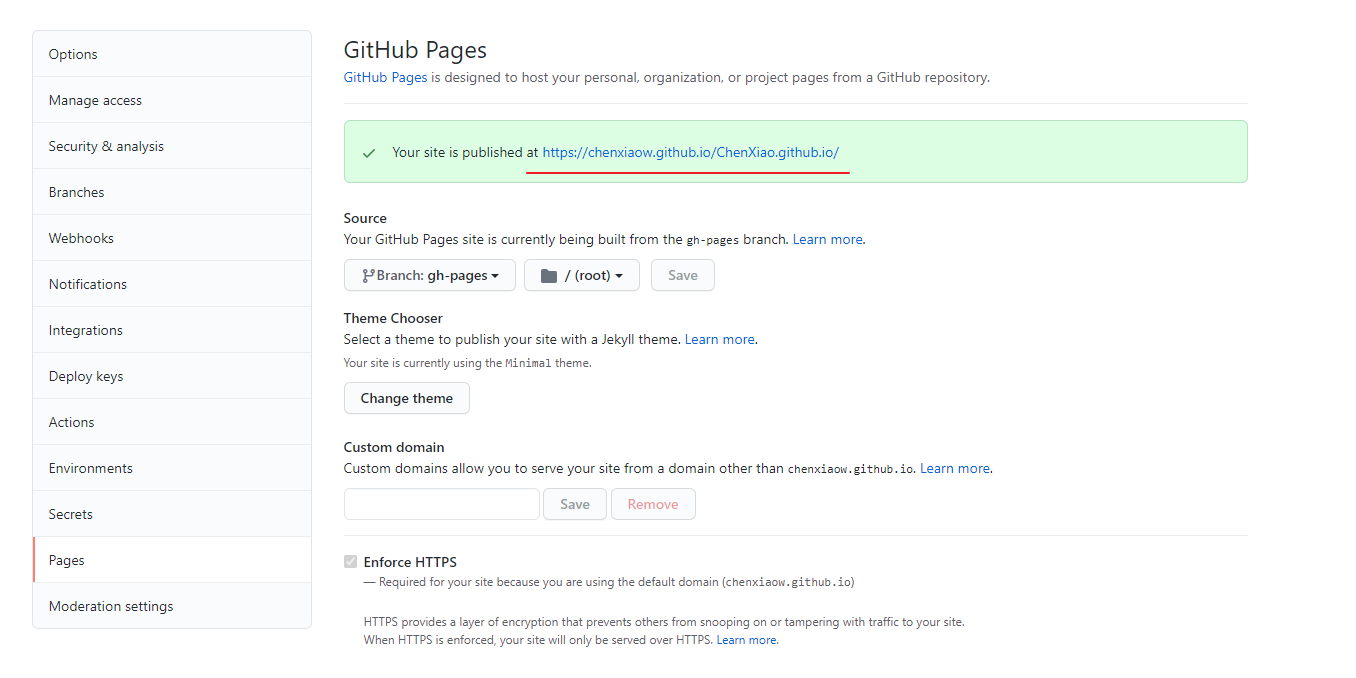 Options
Manage access
Security & analysis
Branches
Webhooks
Notifications
Integrations
Deploy keys
Actions
Environments
Secrets
Pages
Moderation settings
GitHub Pages
GitHub Pages is designed to host your personal, organization, or project pages from a GitHub repository.
Your site is published at https://chenxiaow.github.io/ChenXiao.github.io/
Source
Your GitHub Pages site is currently being built from the gh-pages branch. Learn more.
Branch: gh-pages / (root) Save
Theme Chooser
Select a theme to publish your site with a Jekyll theme. Learn more.
Your site is currently using the Minimal theme.
Change theme
Custom domain
Custom domains allow you to serve your site from a domain other than chenxiaow.github.io. Learn more.
Save Remove
Enforce HTTPS
— Required for your site because you are using the default domain (chenxiaow.github.io)
HTTPS provides a layer of encryption that prevents others from snooping on or tampering with traffic to your site.
When HTTPS is enforced, your site will only be served over HTTPS. Learn more.